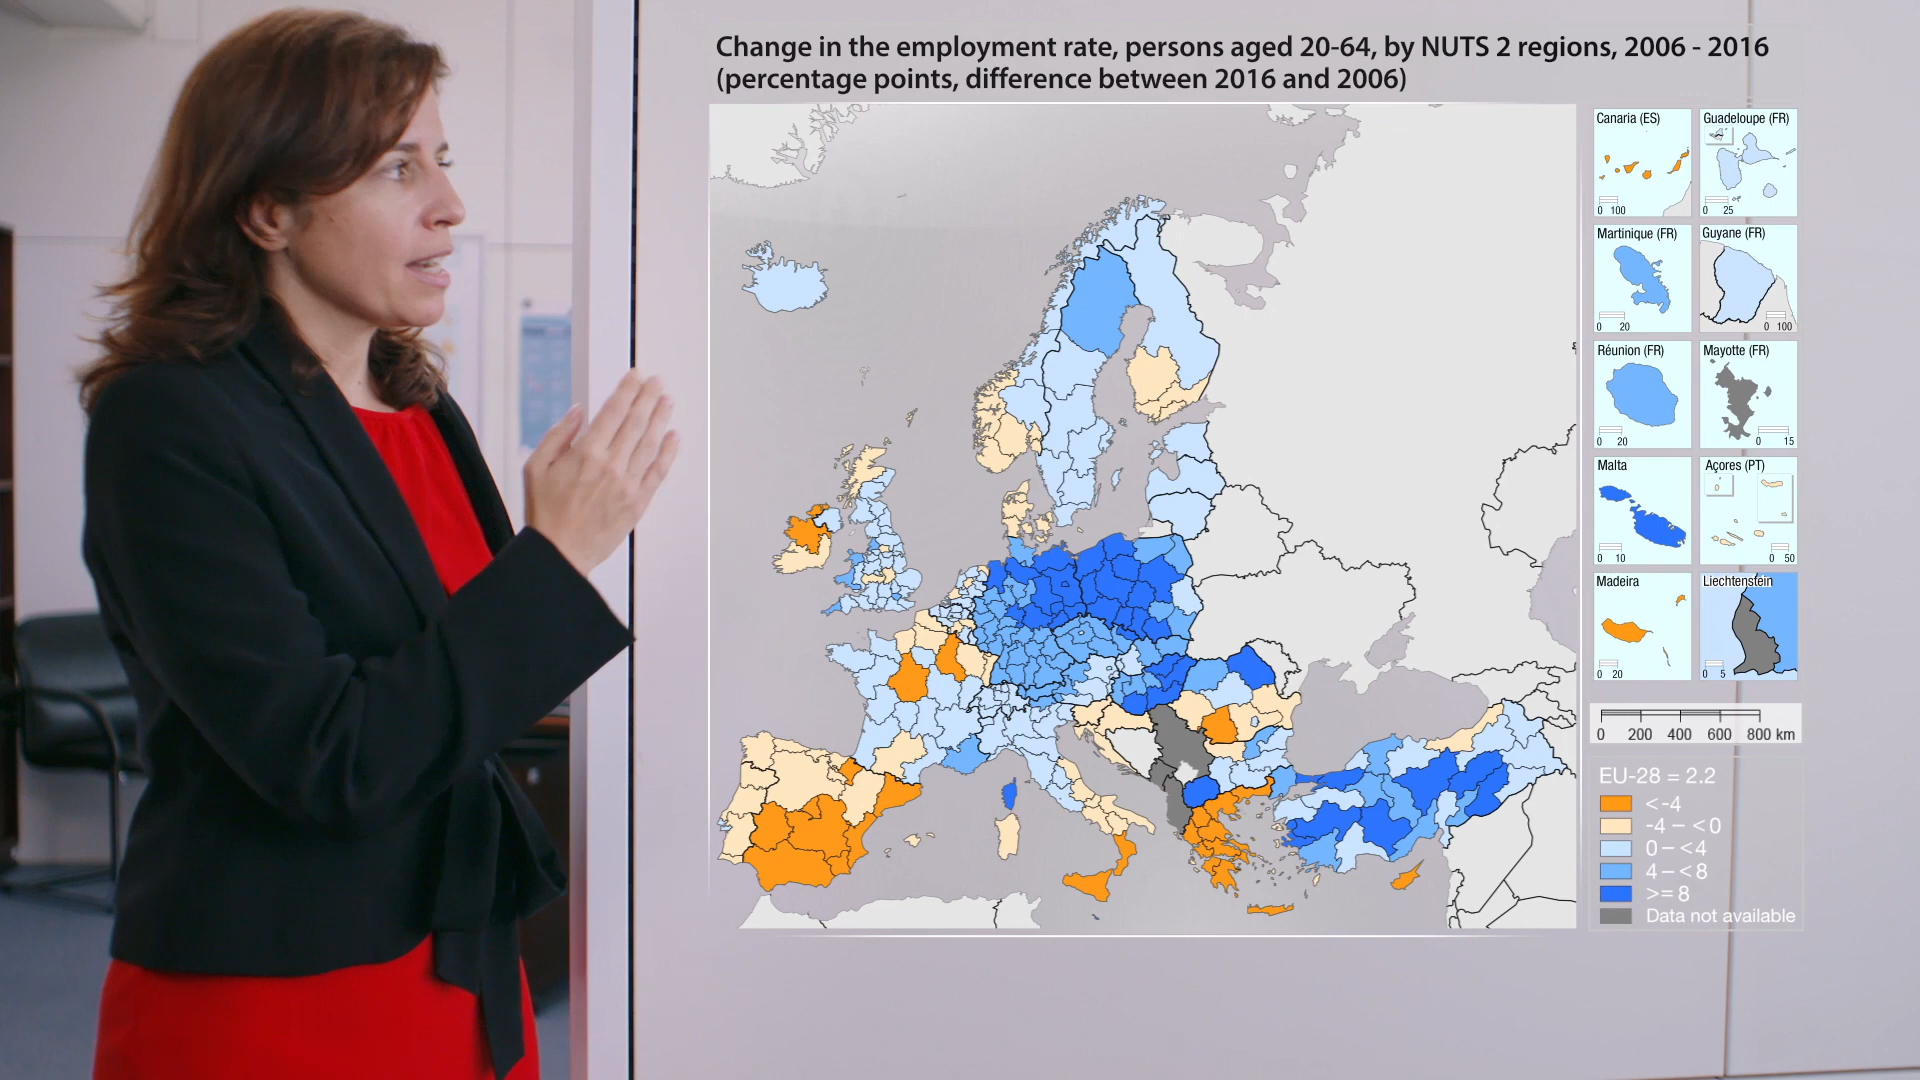 Change in the employment rate, persons aged 20-64, by NUTS 2 regions, 2006 - 2016
(percentage points, difference between 2016 and 2006)
Canaria (ES)
0 100
Guadeloupe (FR)
0 25
Martinique (FR)
0 20
Guyane (FR)
0 100
Réunion (FR)
0 20
Mayotte (FR)
0 15
Malta
0 10
Açores (PT)
0 50
Madeira
0 20
Liechtenstein
0 5
0 200 400 600 800 km
EU-28 = 2.2
<-4
-4 – <0
0 – <4
4 – <8
>= 8
Data not available